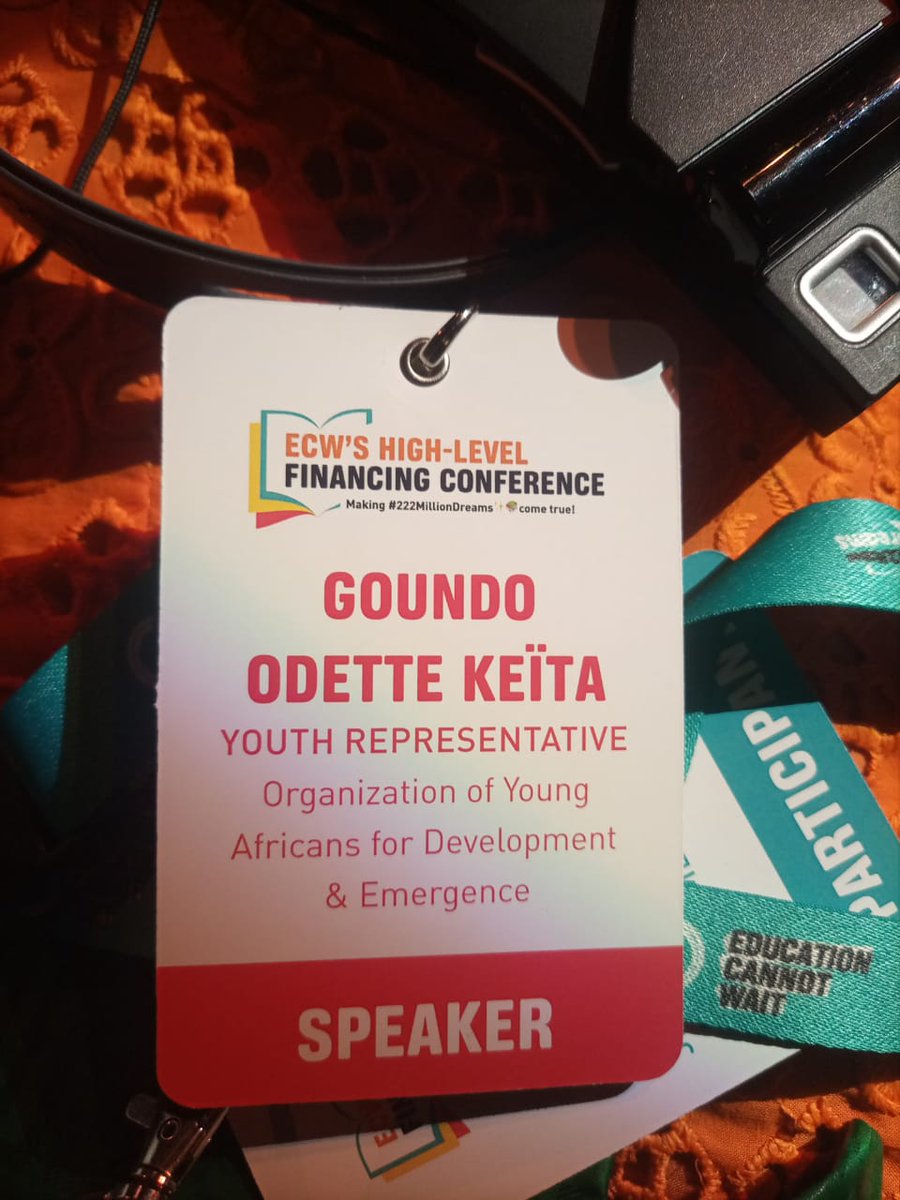 ECW'S HIGH-LEVEL
FINANCING CONFERENCE
Making #222MillionDreams✨📚come true!
GOUNDO
ODETTE KEÏTA
YOUTH REPRESENTATIVE
Organization of Young
Africans for Development
& Emergence
SPEAKER
PARTICIPAN
EDUCATION
CANNOT
WAIT